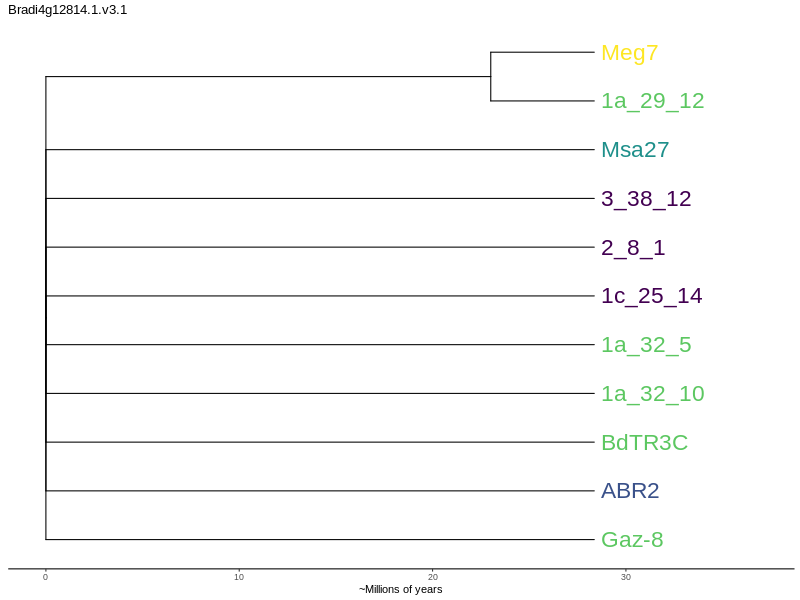 Bradi4g12814.1.v3.1
Meg7
1a_29_12
Msa27
3_38_12
2_8_1
1c_25_14
1a_32_5
1a_32_10
BdTR3C
ABR2
Gaz-8
0 10 20 30
~Millions of years